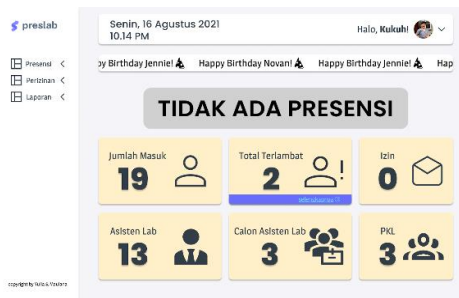 preslab
Senin, 16 Agustus 2021
10.14 PM
Halo, Kukuh!
Presensi
Perizinan
Laporan
py Birthday Jennie! Happy Birthday Novan! Happy Birthday Jennie! Hap
TIDAK ADA PRESENSI
Jumlah Masuk
19
Total Terlambat
2
Izin
0
Asisten Lab
13
Calon Asisten Lab
3
PKL
3